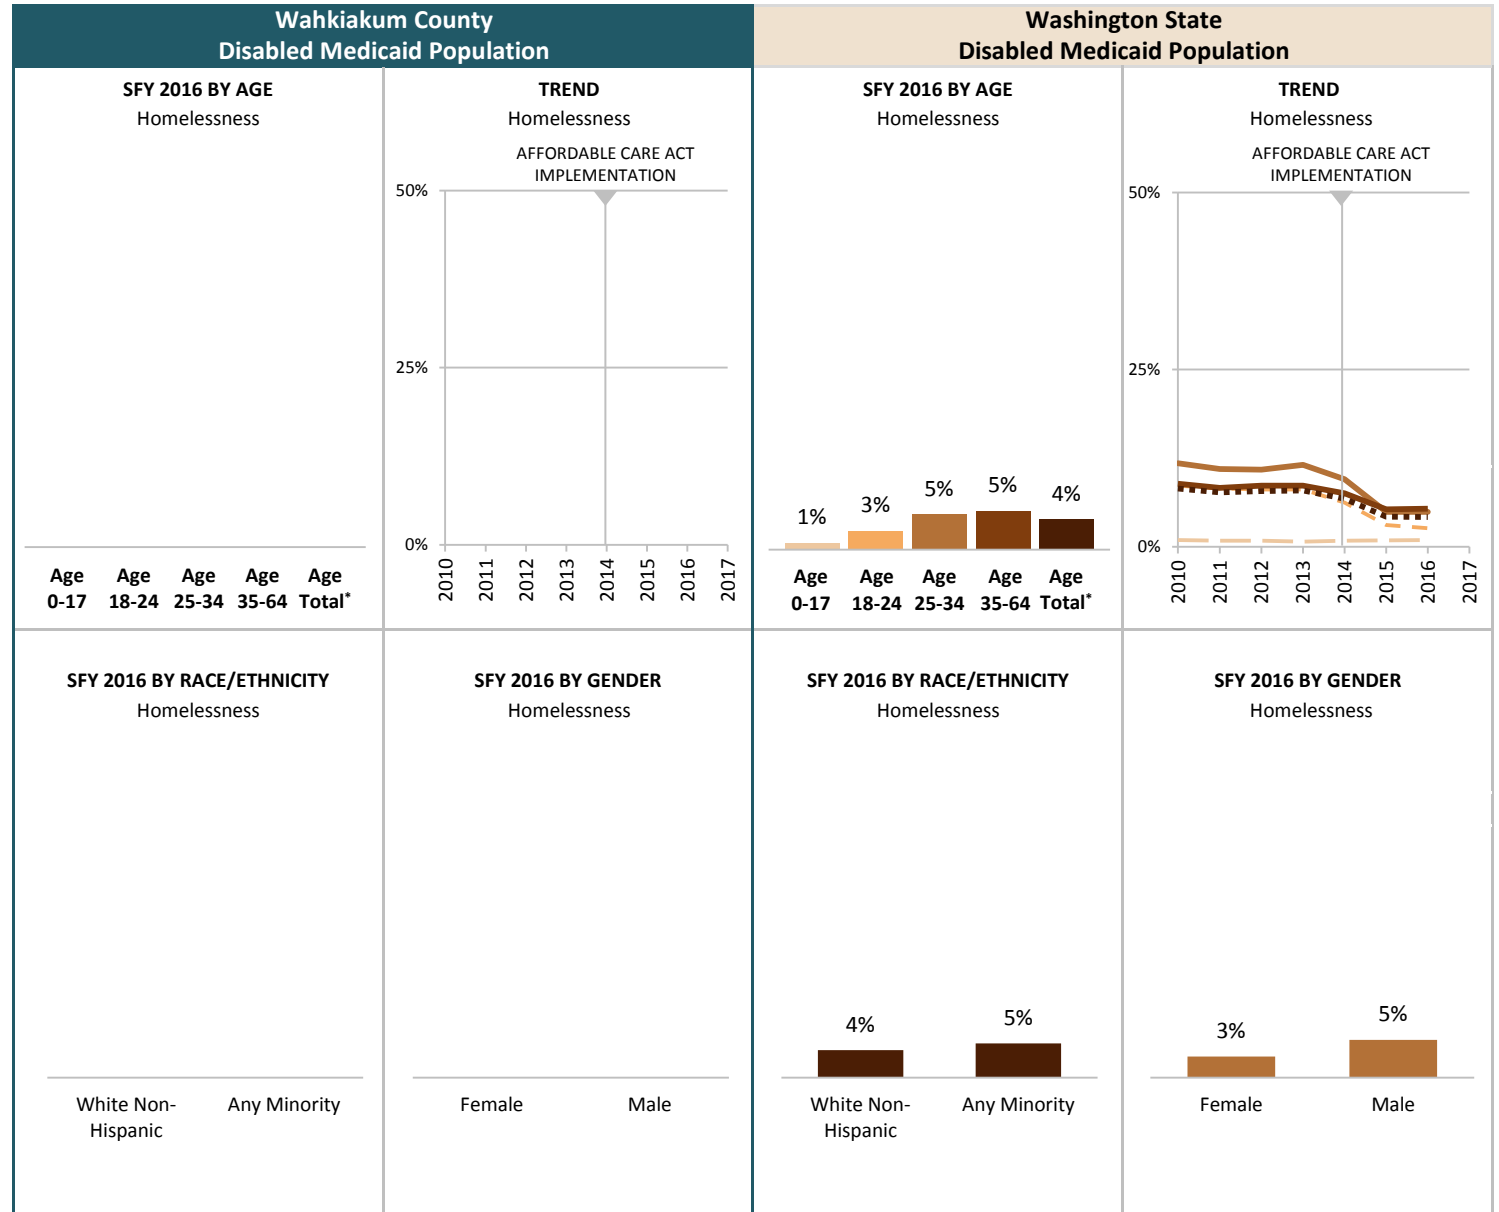 Wahkiakum County
Disabled Medicaid Population
Washington State
Disabled Medicaid Population
SFY 2016 BY AGE
Homelessness
Age
0-17
Age
18-24
Age
25-34
Age
35-64
Age
Total*
TREND
Homelessness
AFFORDABLE CARE ACT
IMPLEMENTATION
50%
25%
0%
2010
2011
2012
2013
2014
2015
2016
2017
SFY 2016 BY AGE
Homelessness
1%
3%
5%
5%
4%
Age
0-17
Age
18-24
Age
25-34
Age
35-64
Age
Total*
TREND
Homelessness
AFFORDABLE CARE ACT
IMPLEMENTATION
50%
25%
0%
2010
2011
2012
2013
2014
2015
2016
2017
SFY 2016 BY RACE/ETHNICITY
Homelessness
White Non-
Hispanic
Any Minority
SFY 2016 BY GENDER
Homelessness
Female
Male
SFY 2016 BY RACE/ETHNICITY
Homelessness
4%
5%
White Non-
Hispanic
Any Minority
SFY 2016 BY GENDER
Homelessness
3%
5%
Female
Male